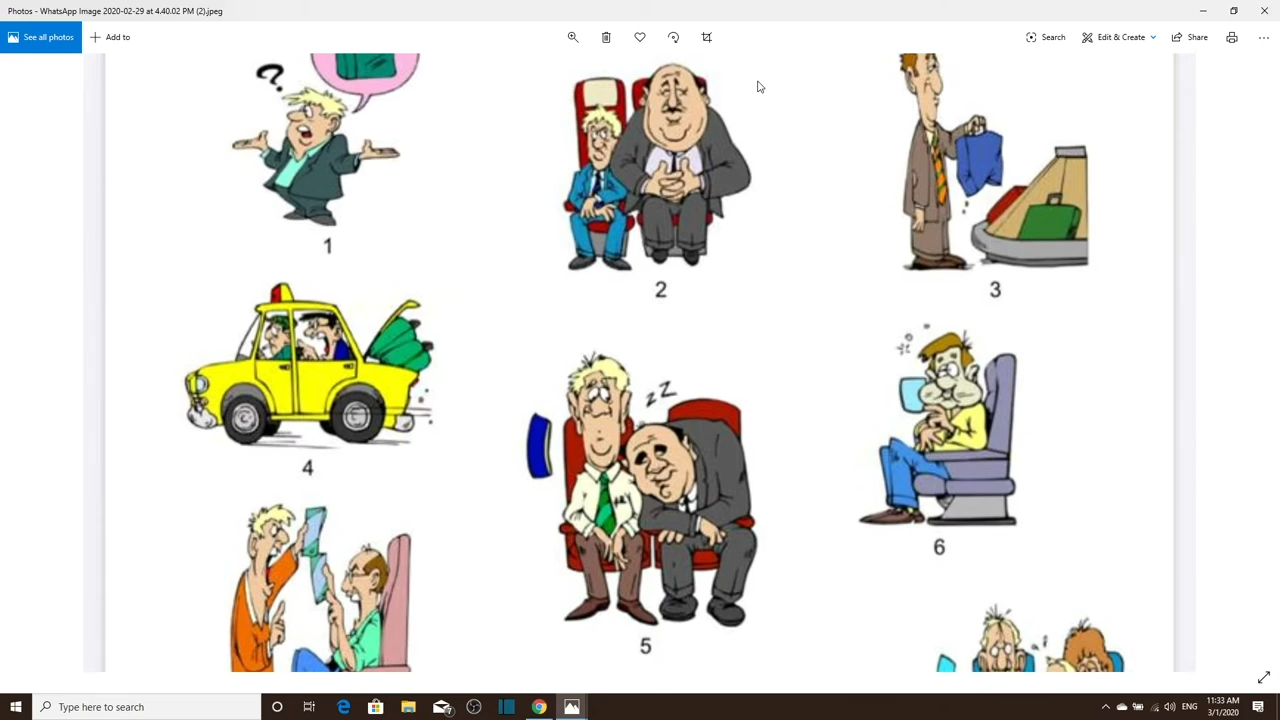 Photos - WhatsApp Image 2020-02-29 at 4.40.02 PM (2).jpeg
See all photos
Add to
Search
Edit & Create
Share
?
1
2
3
4
zZ
5
6
Type here to search
7
ENG
11:33 AM
3/1/2020